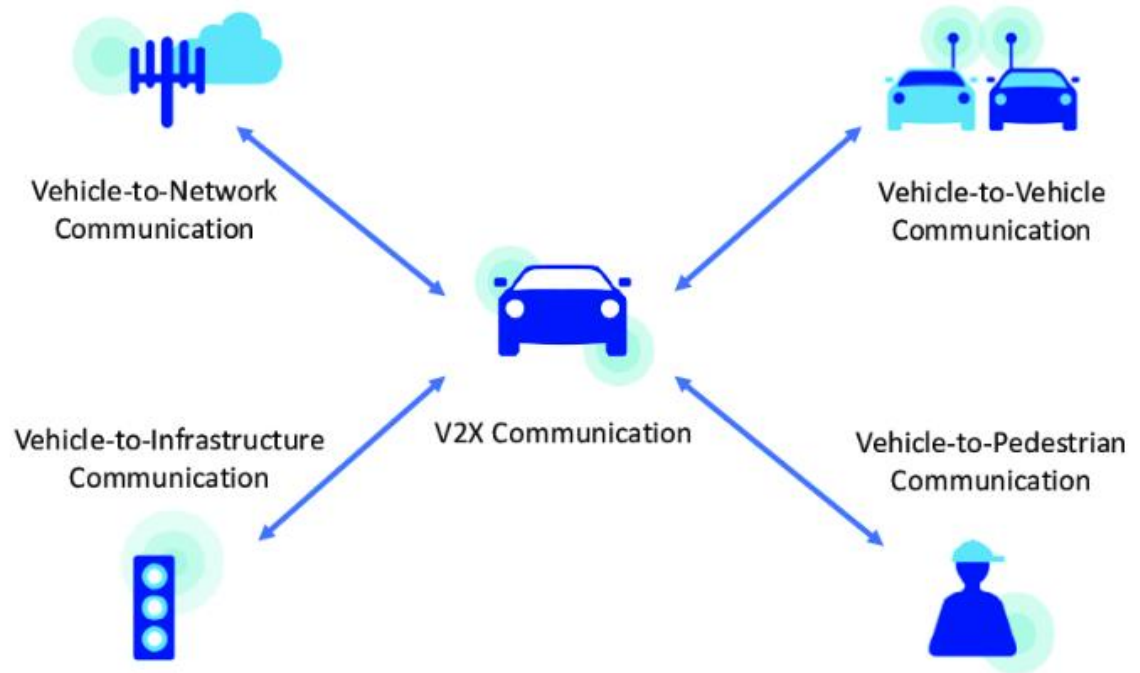 Vehicle-to-Network
Communication
Vehicle-to-Vehicle
Communication
V2X Communication
Vehicle-to-Infrastructure
Communication
Vehicle-to-Pedestrian
Communication